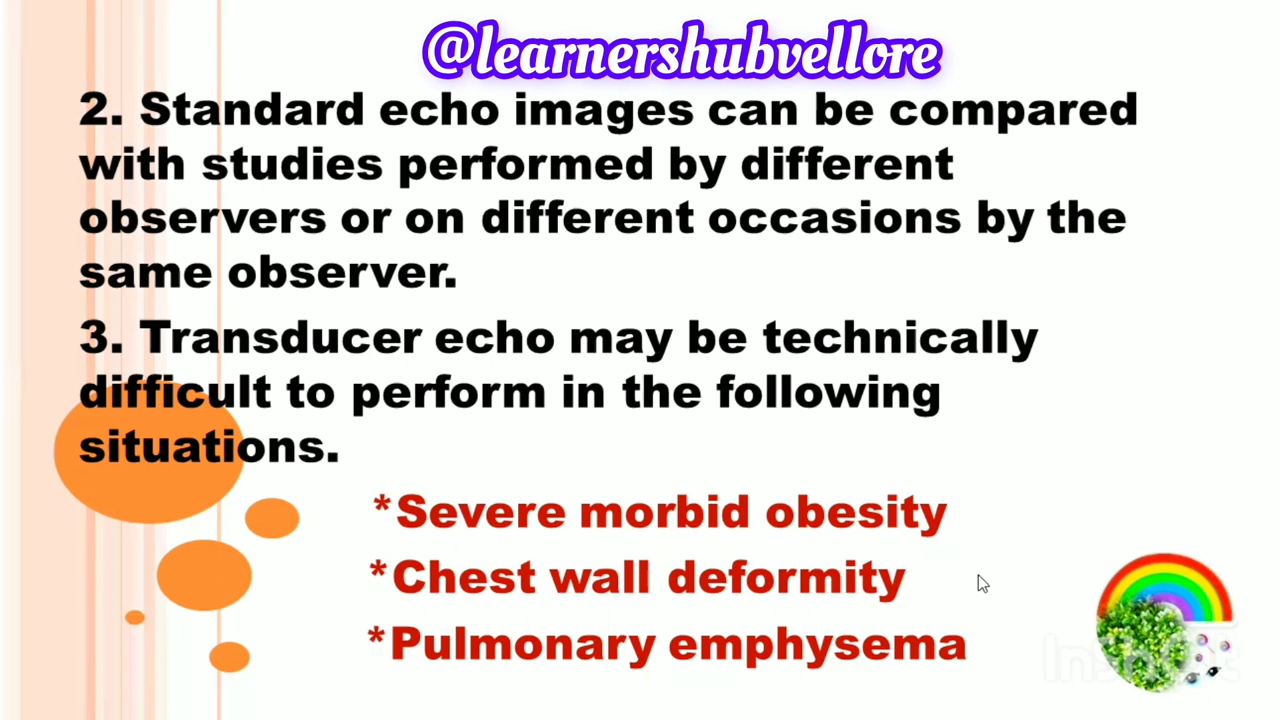 @learnershubvellore
2. Standard echo images can be compared
with studies performed by different
observers or on different occasions by the
same observer.
3. Transducer echo may be technically
difficult to perform in the following
situations.
*Severe morbid obesity
*Chest wall deformity
*Pulmonary emphysema
InShOt